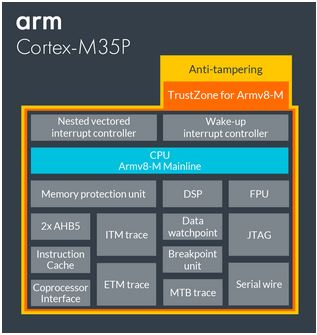 arm
Cortex-M35P
Anti-tampering
TrustZone for Armv8-M
Nested vectored
interrupt controller
Wake-up
interrupt controller
CPU
Armv8-M Mainline
Memory protection unit
DSP
FPU
2x AHB5
ITM trace
Data
watchpoint
JTAG
Instruction
Cache
Breakpoint
unit
Coprocessor
Interface
ETM trace
MTB trace
Serial wire